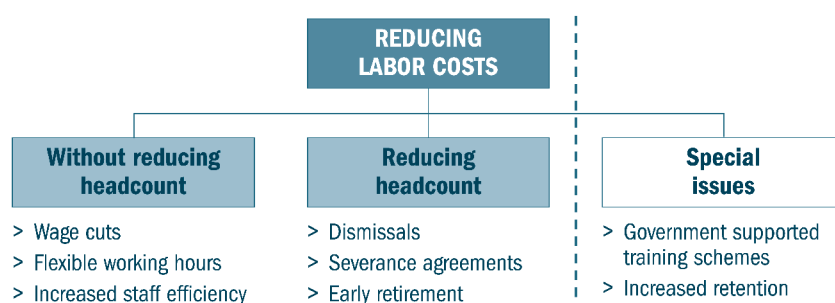 REDUCING
LABOR COSTS
Without reducing
headcount
> Wage cuts
> Flexible working hours
> Increased staff efficiency
Reducing
headcount
> Dismissals
> Severance agreements
> Early retirement
Special
issues
> Government supported
training schemes
> Increased retention